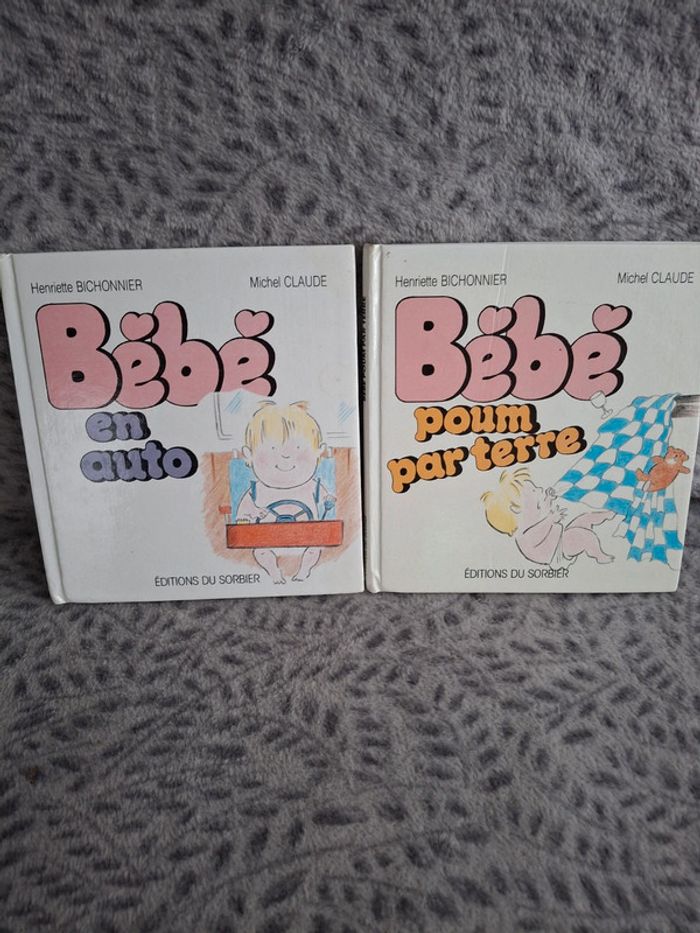 Henriette BICHONNIER Michel CLAUDE
Bébé
en
auto
ÉDITIONS DU SORBIER
Henriette BICHONNIER Michel CLAUDE
Bébé
poum
par terre
ÉDITIONS DU SORBIER